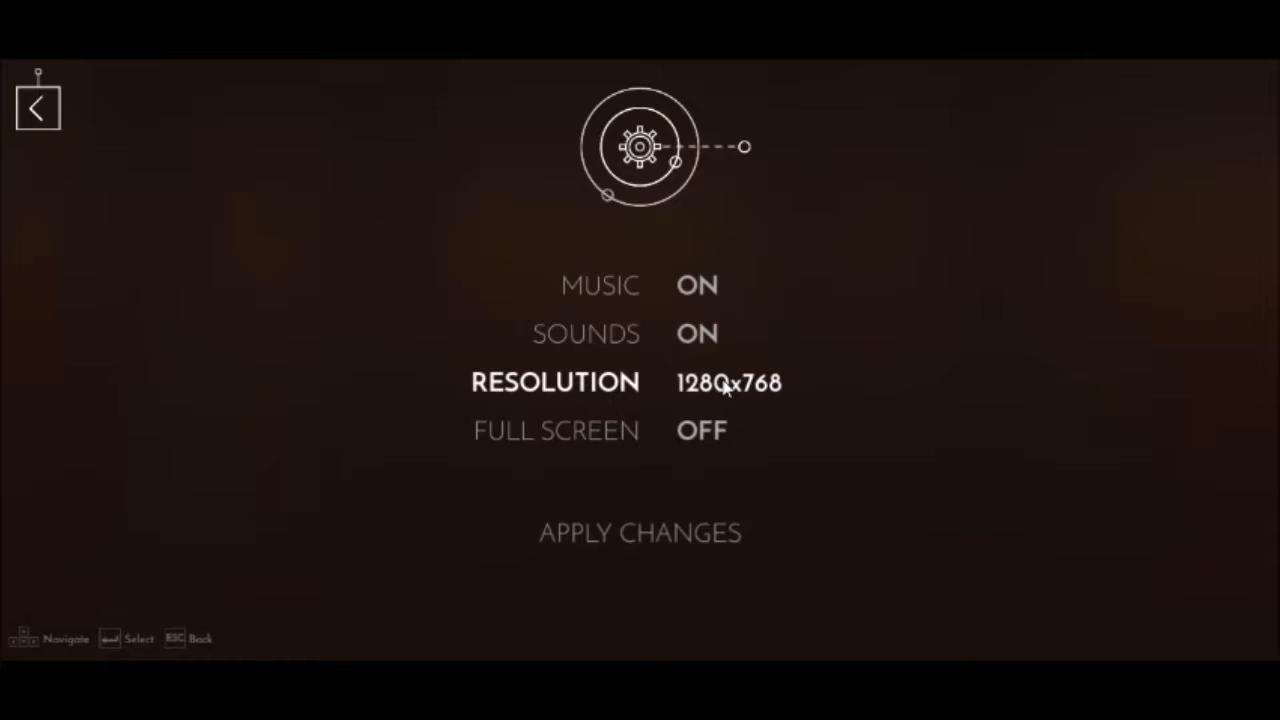 MUSIC ON
SOUNDS ON
RESOLUTION 1280x768
FULL SCREEN OFF
APPLY CHANGES
Navigate Select ESC Back